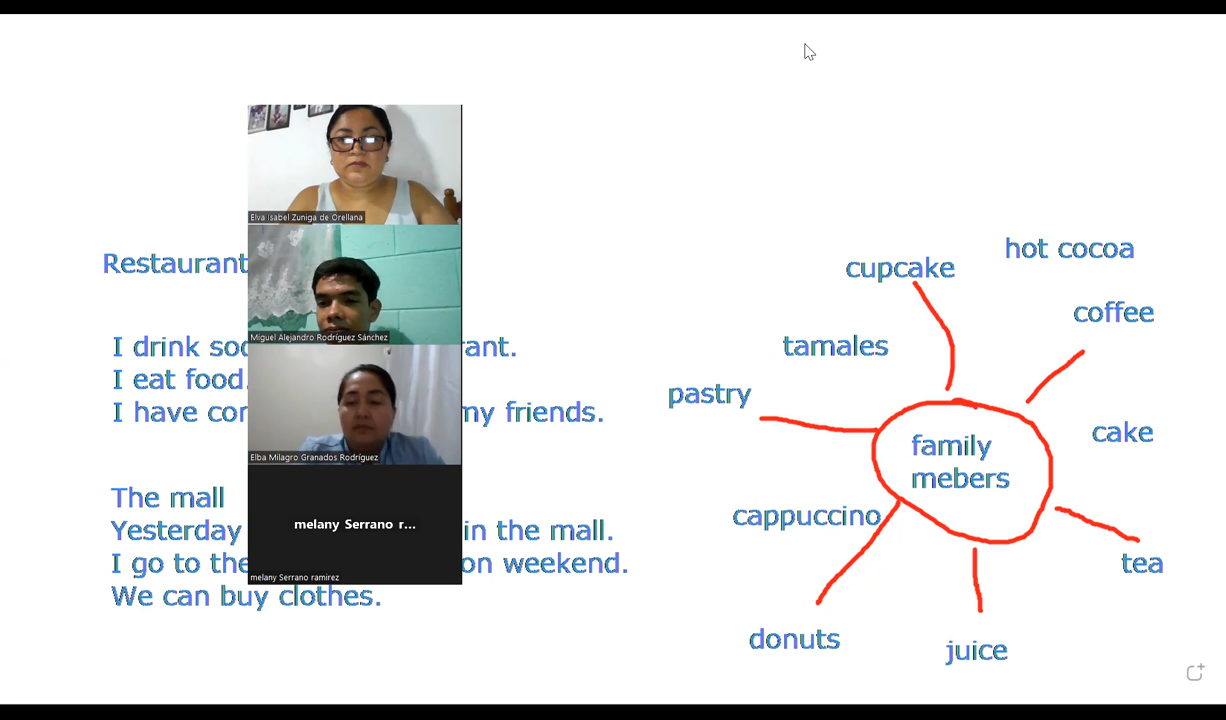 Restaurant
I drink so rant.
I eat food.
I have con my friends.
The mall
Yesterday in the mall.
I go to the on weekend.
We can buy clothes.
Elva Isabel Zuniga de Orellana
Miguel Alejandro Rodríguez Sánchez
Elba Milagro Granados Rodríguez
melany Serrano r...
melany Serrano ramirez
hot cocoa
cupcake
coffee
tamales
pastry
cake
family
mebers
cappuccino
tea
donuts
juice